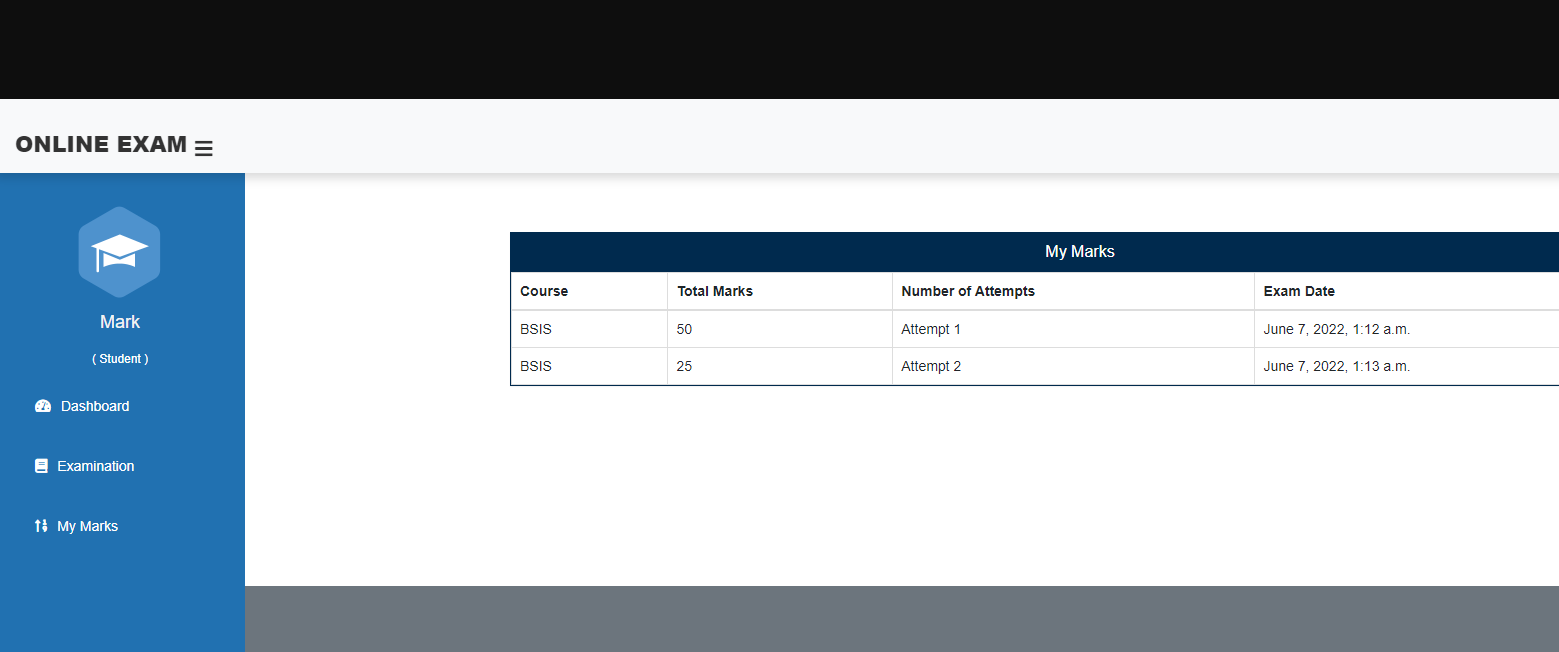 ONLINE EXAM
Mark
( Student )
Dashboard
Examination
My Marks
My Marks
Course Total Marks Number of Attempts Exam Date
BSIS 50 Attempt 1 June 7, 2022, 1:12 a.m.
BSIS 25 Attempt 2 June 7, 2022, 1:13 a.m.